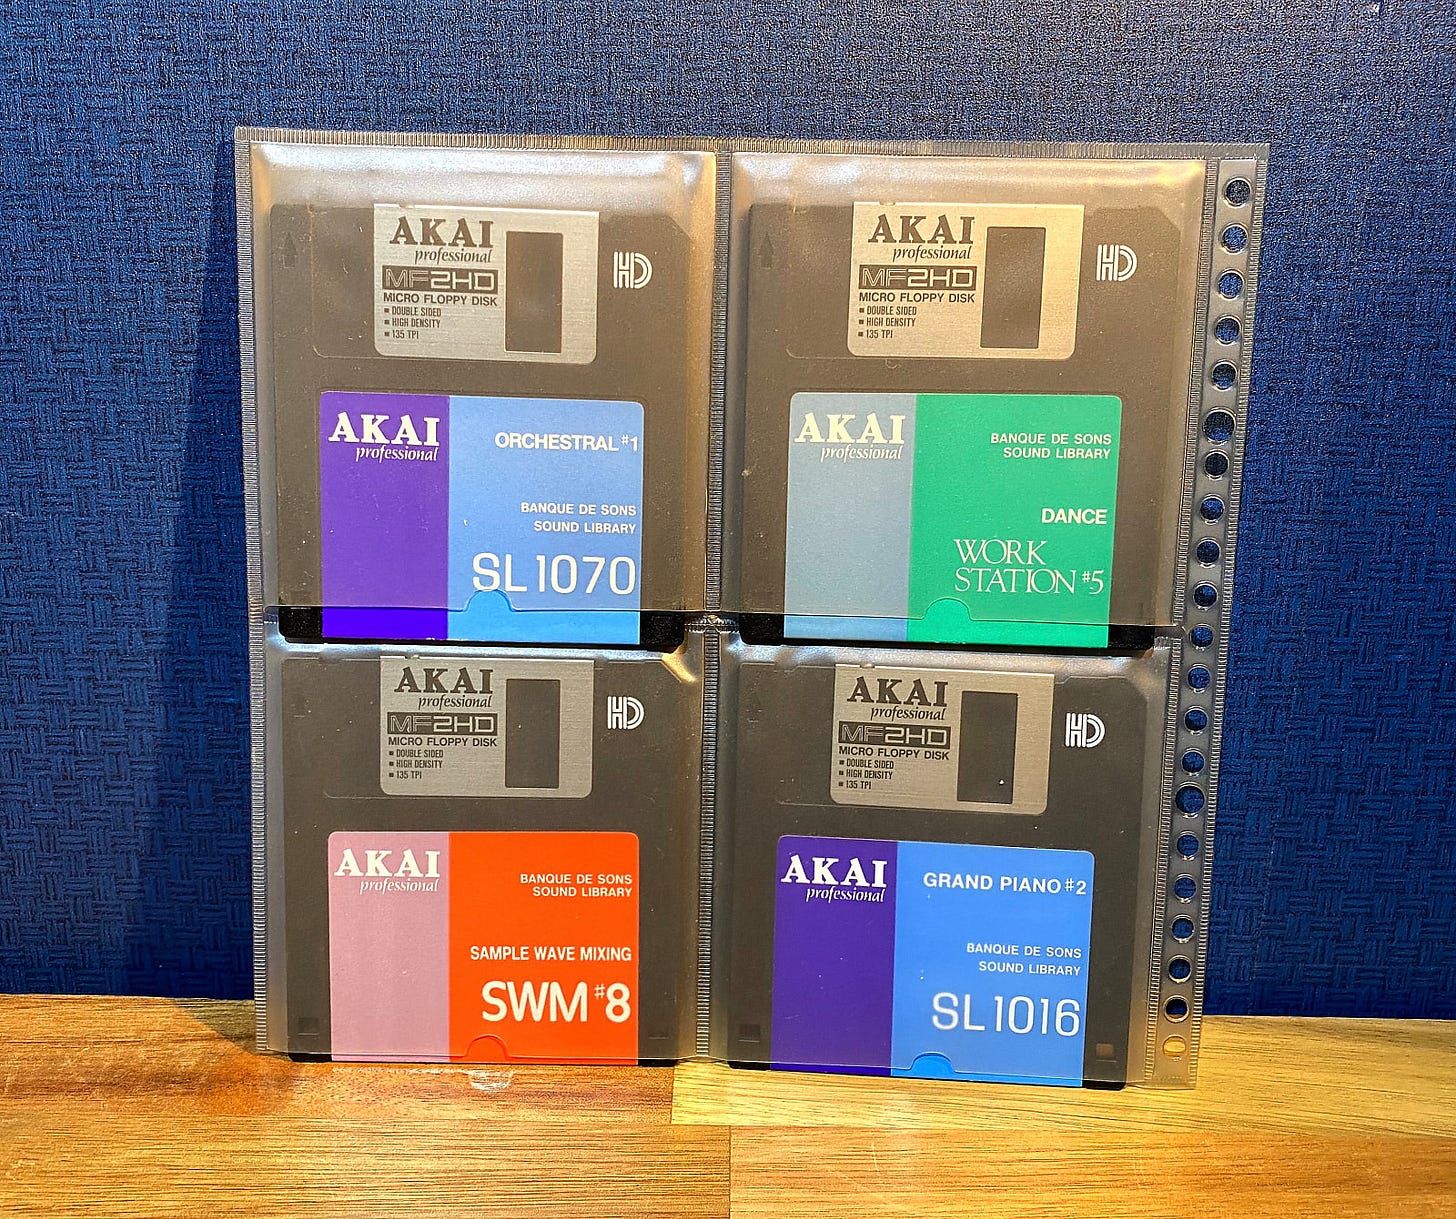 AKAI
professional
MF2HD
MICRO FLOPPY DISK
DOUBLE SIDED
HIGH DENSITY
135 TPI
HD
AKAI
professional
ORCHESTRAL #1
BANQUE DE SONS
SOUND LIBRARY
SL1070
AKAI
professional
MF2HD
MICRO FLOPPY DISK
DOUBLE SIDED
HIGH DENSITY
135 TPI
HD
AKAI
professional
BANQUE DE SONS
SOUND LIBRARY
DANCE
WORK
STATION #5
AKAI
professional
MF2HD
MICRO FLOPPY DISK
DOUBLE SIDED
HIGH DENSITY
135 TPI
HD
AKAI
professional
BANQUE DE SONS
SOUND LIBRARY
SAMPLE WAVE MIXING
SWM #8
AKAI
professional
MF2HD
MICRO FLOPPY DISK
DOUBLE SIDED
HIGH DENSITY
135 TPI
HD
AKAI
professional
GRAND PIANO #2
BANQUE DE SONS
SOUND LIBRARY
SL1016